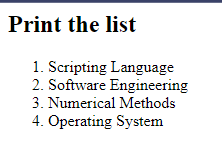 Print the list
1. Scripting Language
2. Software Engineering
3. Numerical Methods
4. Operating System